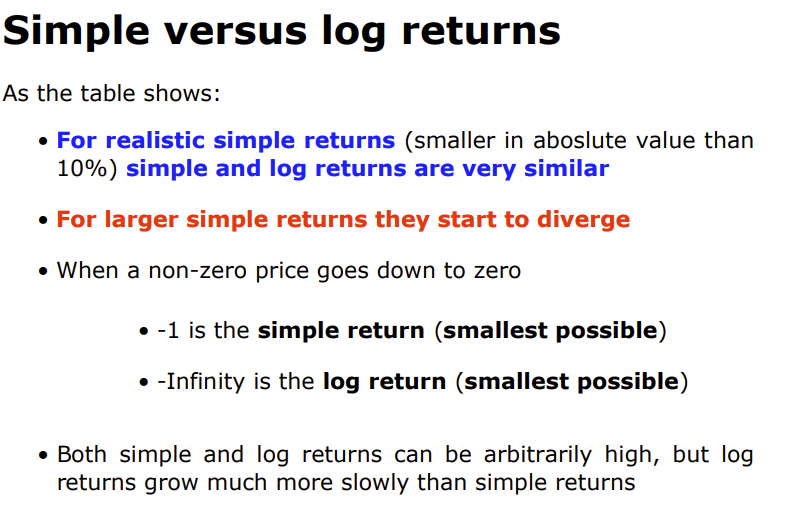 Simple versus log returns
As the table shows:
• For realistic simple returns (smaller in aboslute value than
10%) simple and log returns are very similar
• For larger simple returns they start to diverge
• When a non-zero price goes down to zero
• -1 is the simple return (smallest possible)
• -Infinity is the log return (smallest possible)
• Both simple and log returns can be arbitrarily high, but log
returns grow much more slowly than simple returns